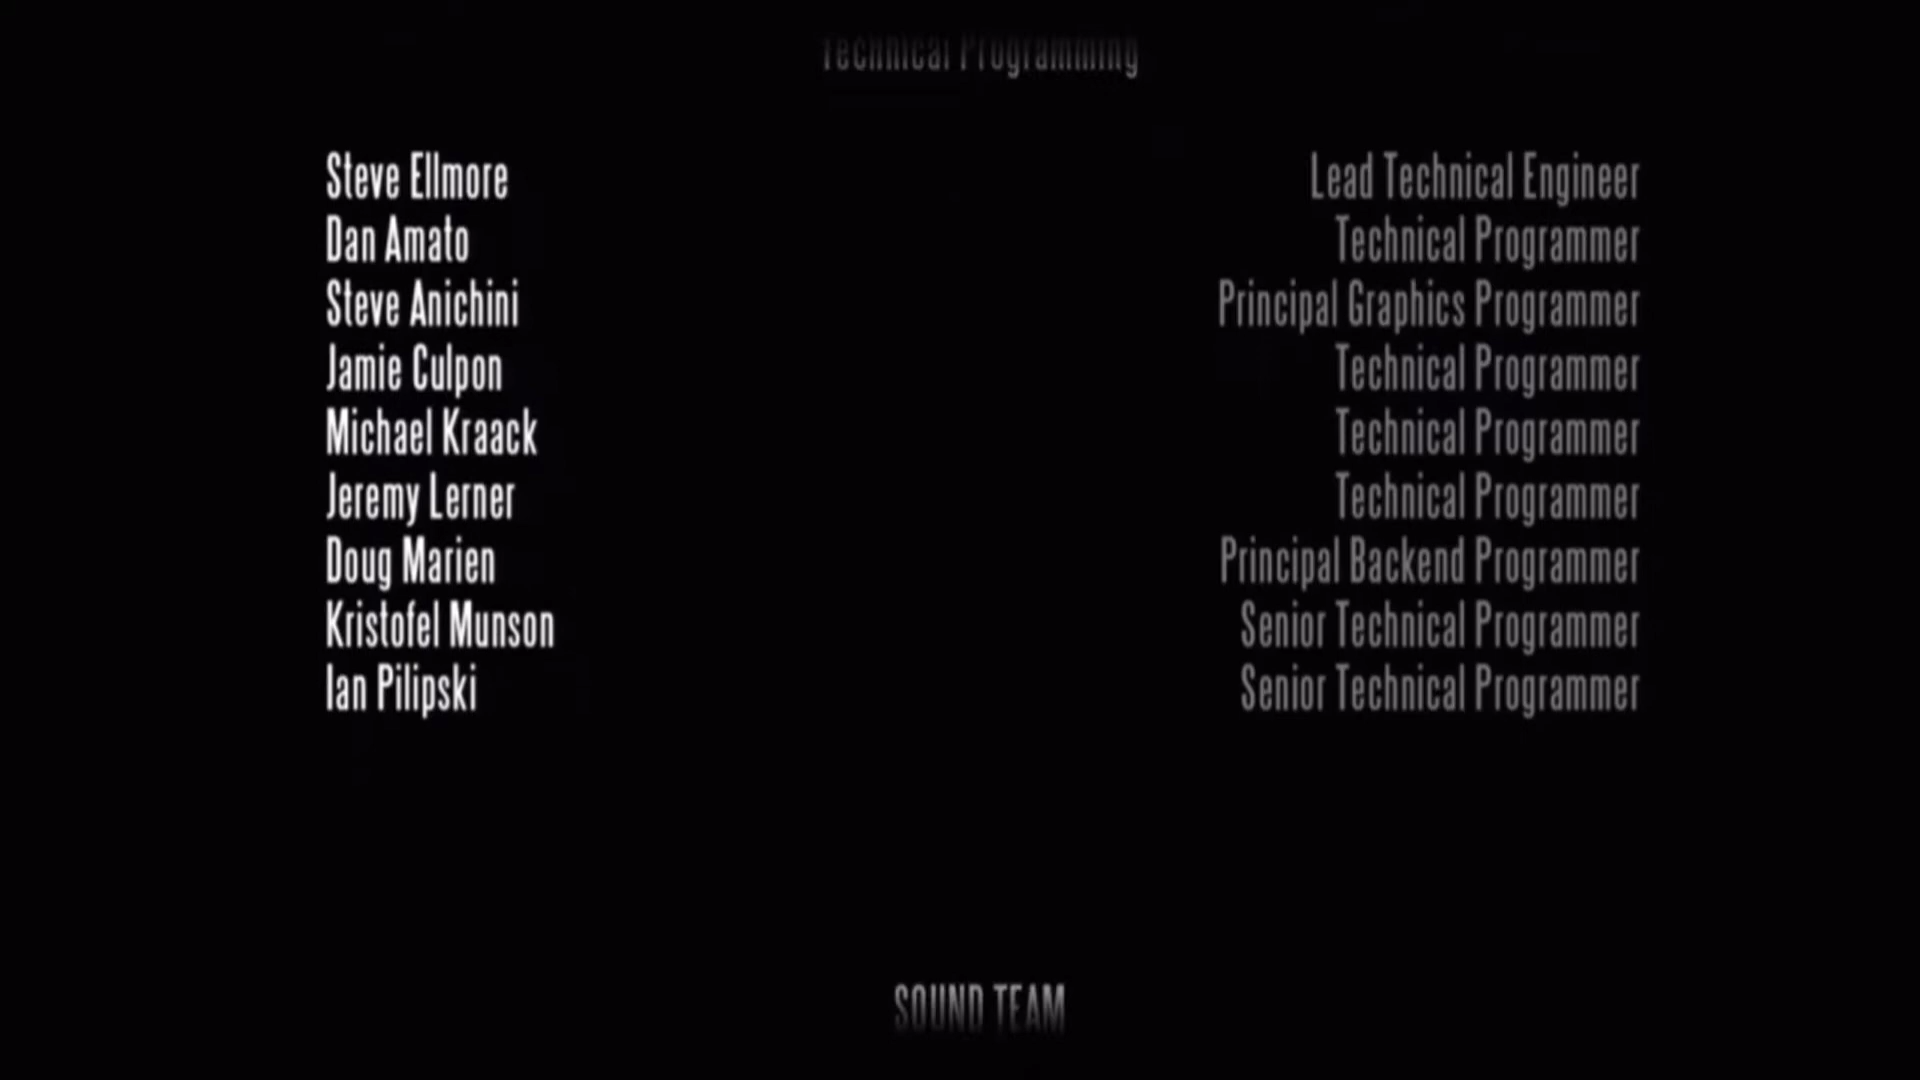 Technical Programming
Steve Ellmore Lead Technical Engineer
Dan Amato Technical Programmer
Steve Anichini Principal Graphics Programmer
Jamie Culpon Technical Programmer
Michael Kraack Technical Programmer
Jeremy Lerner Technical Programmer
Doug Marien Principal Backend Programmer
Kristofel Munson Senior Technical Programmer
Ian Pilipski Senior Technical Programmer
SOUND TEAM